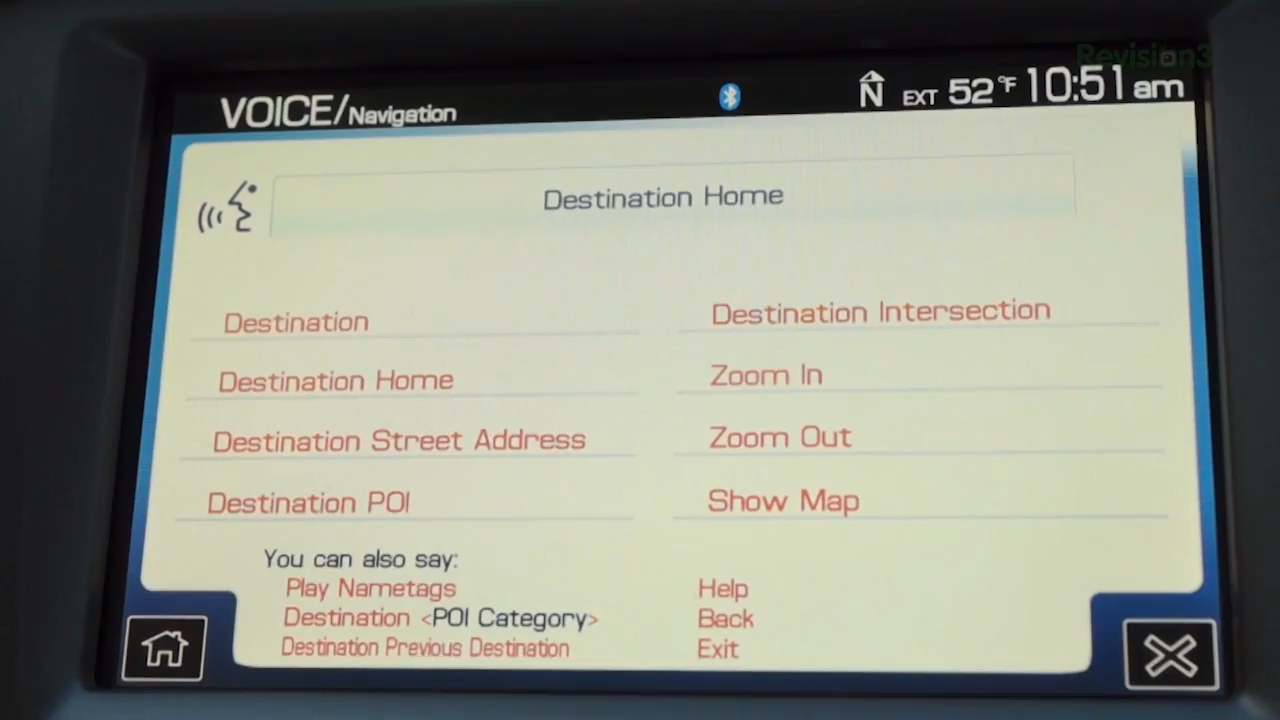 Revision3
VOICE/Navigation
N EXT 52°F 10:51 am
Destination Home
Destination
Destination Intersection
Destination Home
Zoom In
Destination Street Address
Zoom Out
Destination POI
Show Map
You can also say:
Play Nametags
Help
Destination <POI Category>
Back
Destination Previous Destination
Exit